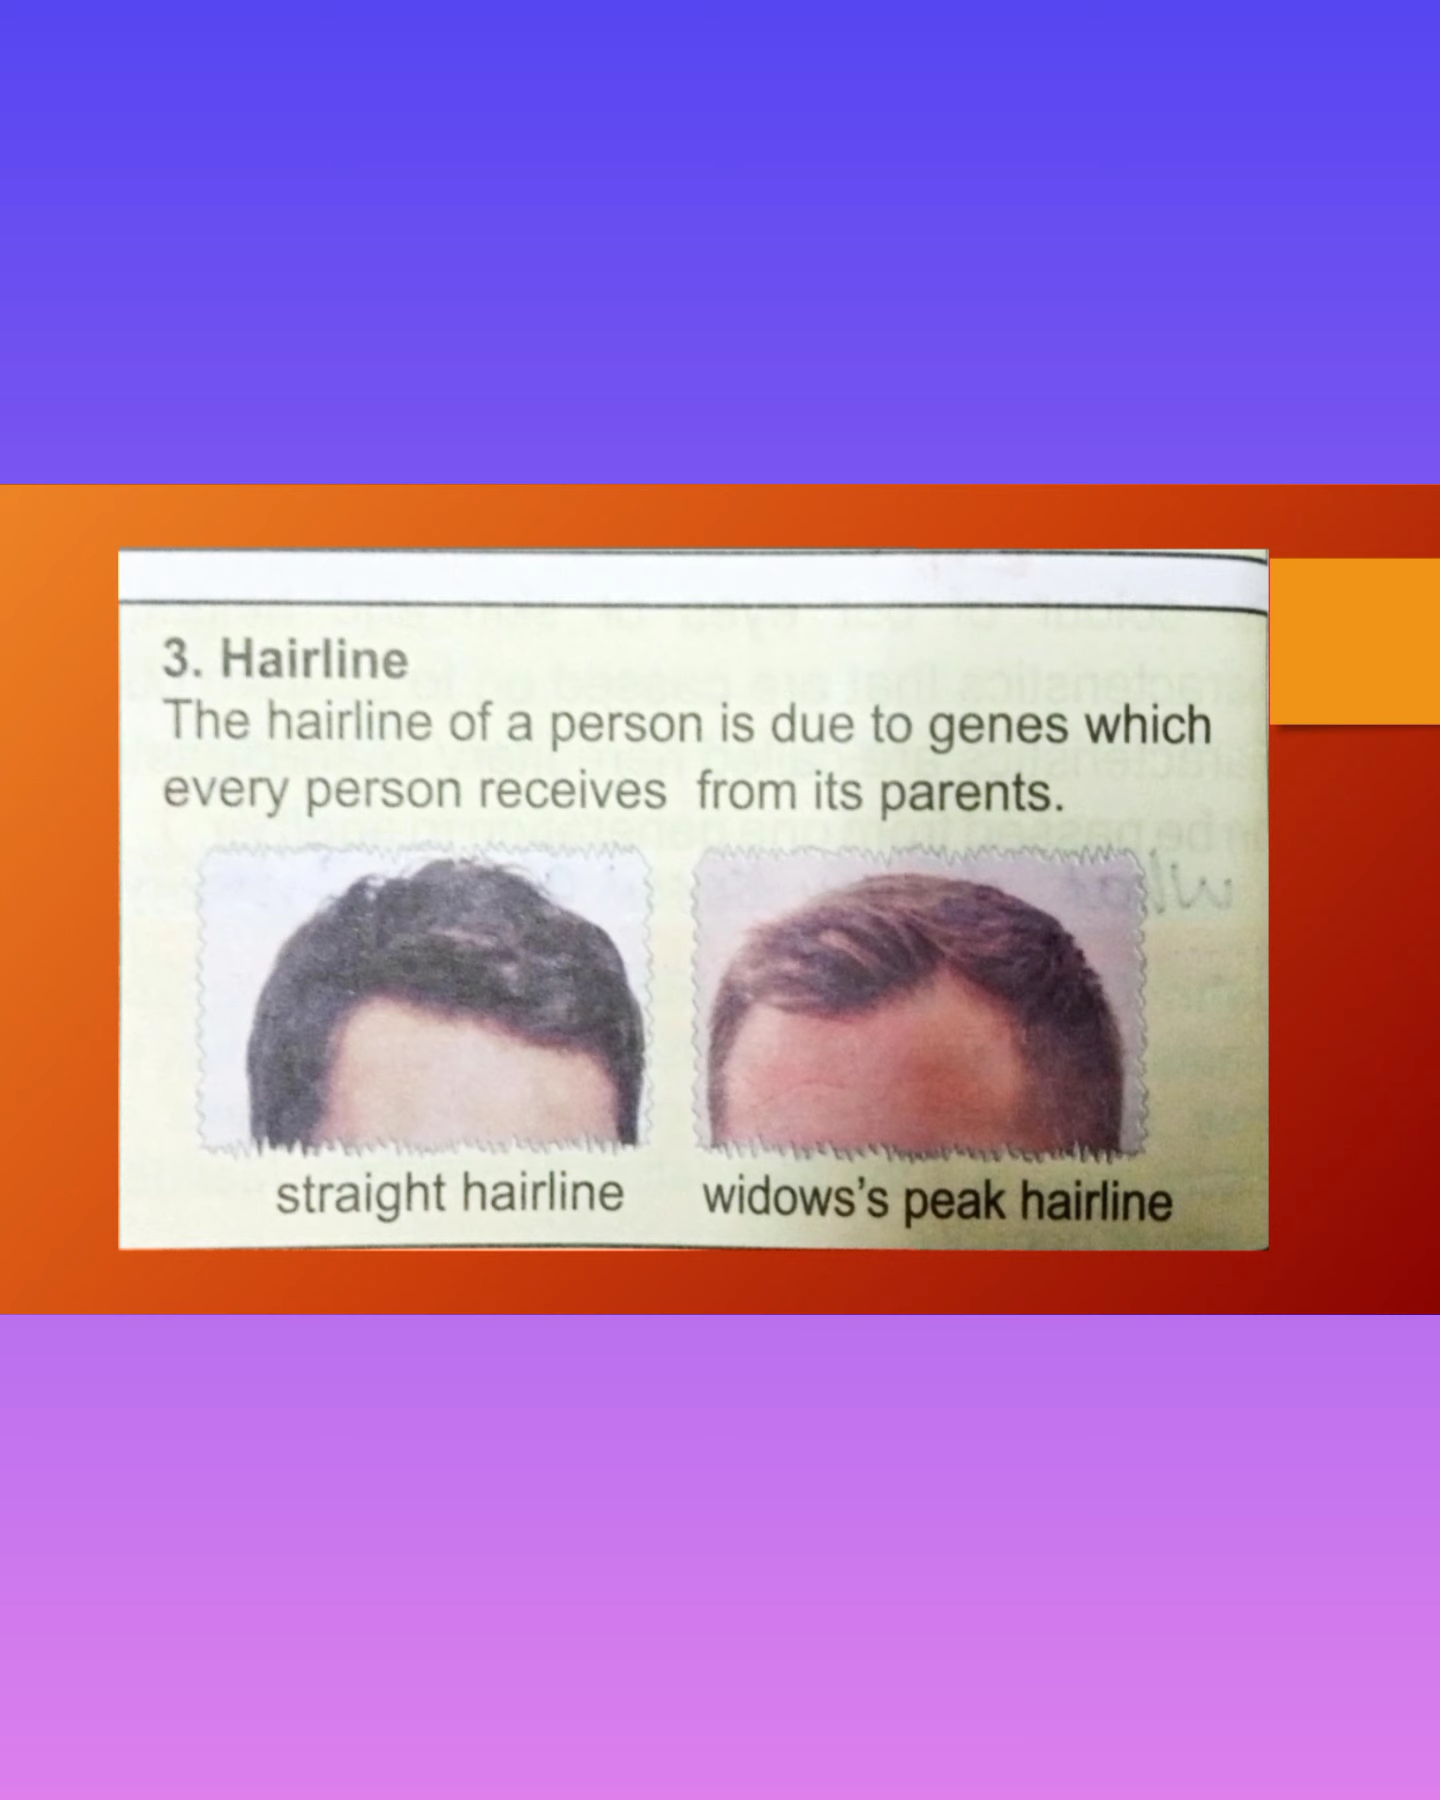 3. Hairline
The hairline of a person is due to genes which
every person receives from its parents.
straight hairline
widows's peak hairline